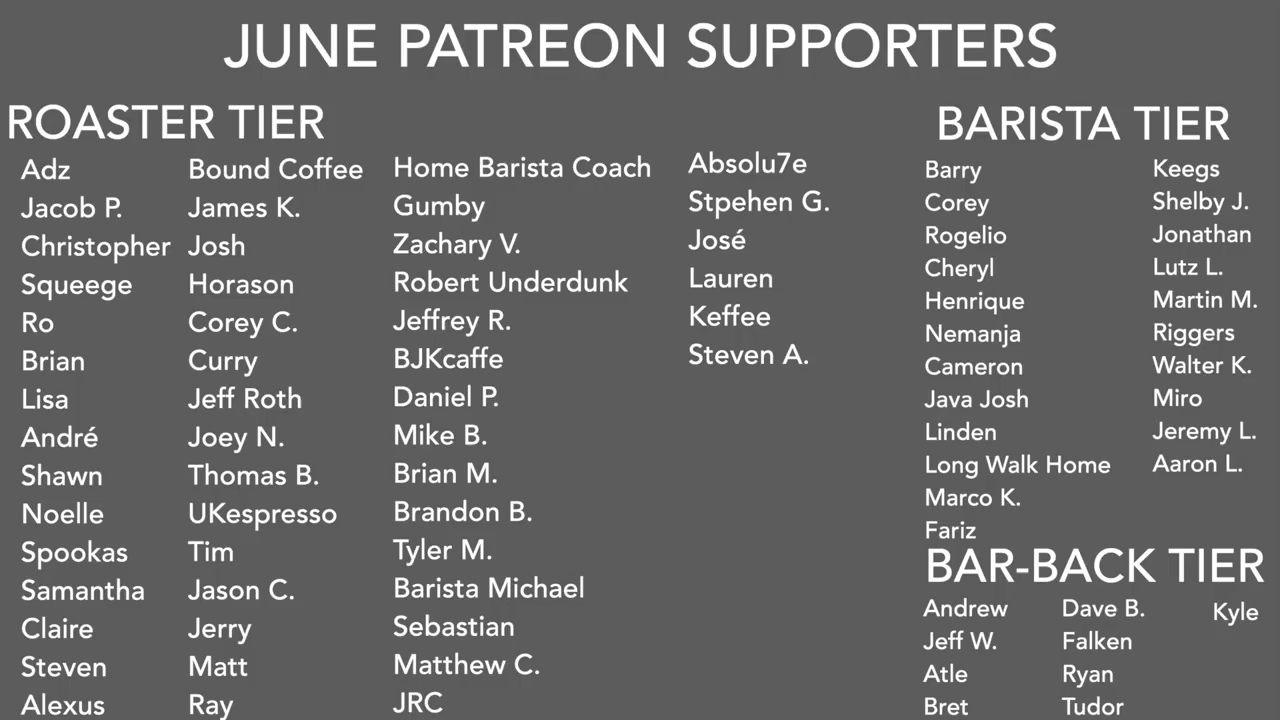 JUNE PATREON SUPPORTERS
ROASTER TIER
Adz
Jacob P.
Christopher
Squeege
Ro
Brian
Lisa
André
Shawn
Noelle
Spookas
Samantha
Claire
Steven
Alexus
Bound Coffee
James K.
Josh
Horason
Corey C.
Curry
Jeff Roth
Joey N.
Thomas B.
UKespresso
Tim
Jason C.
Jerry
Matt
Ray
Home Barista Coach
Gumby
Zachary V.
Robert Underdunk
Jeffrey R.
BJKcaffe
Daniel P.
Mike B.
Brian M.
Brandon B.
Tyler M.
Barista Michael
Sebastian
Matthew C.
JRC
Absolu7e
Stpehen G.
José
Lauren
Keffee
Steven A.
BARISTA TIER
Barry
Corey
Rogelio
Cheryl
Henrique
Nemanja
Cameron
Java Josh
Linden
Long Walk Home
Marco K.
Fariz
Keegs
Shelby J.
Jonathan
Lutz L.
Martin M.
Riggers
Walter K.
Miro
Jeremy L.
Aaron L.
BAR-BACK TIER
Andrew
Jeff W.
Atle
Bret
Dave B.
Falken
Ryan
Tudor
Kyle